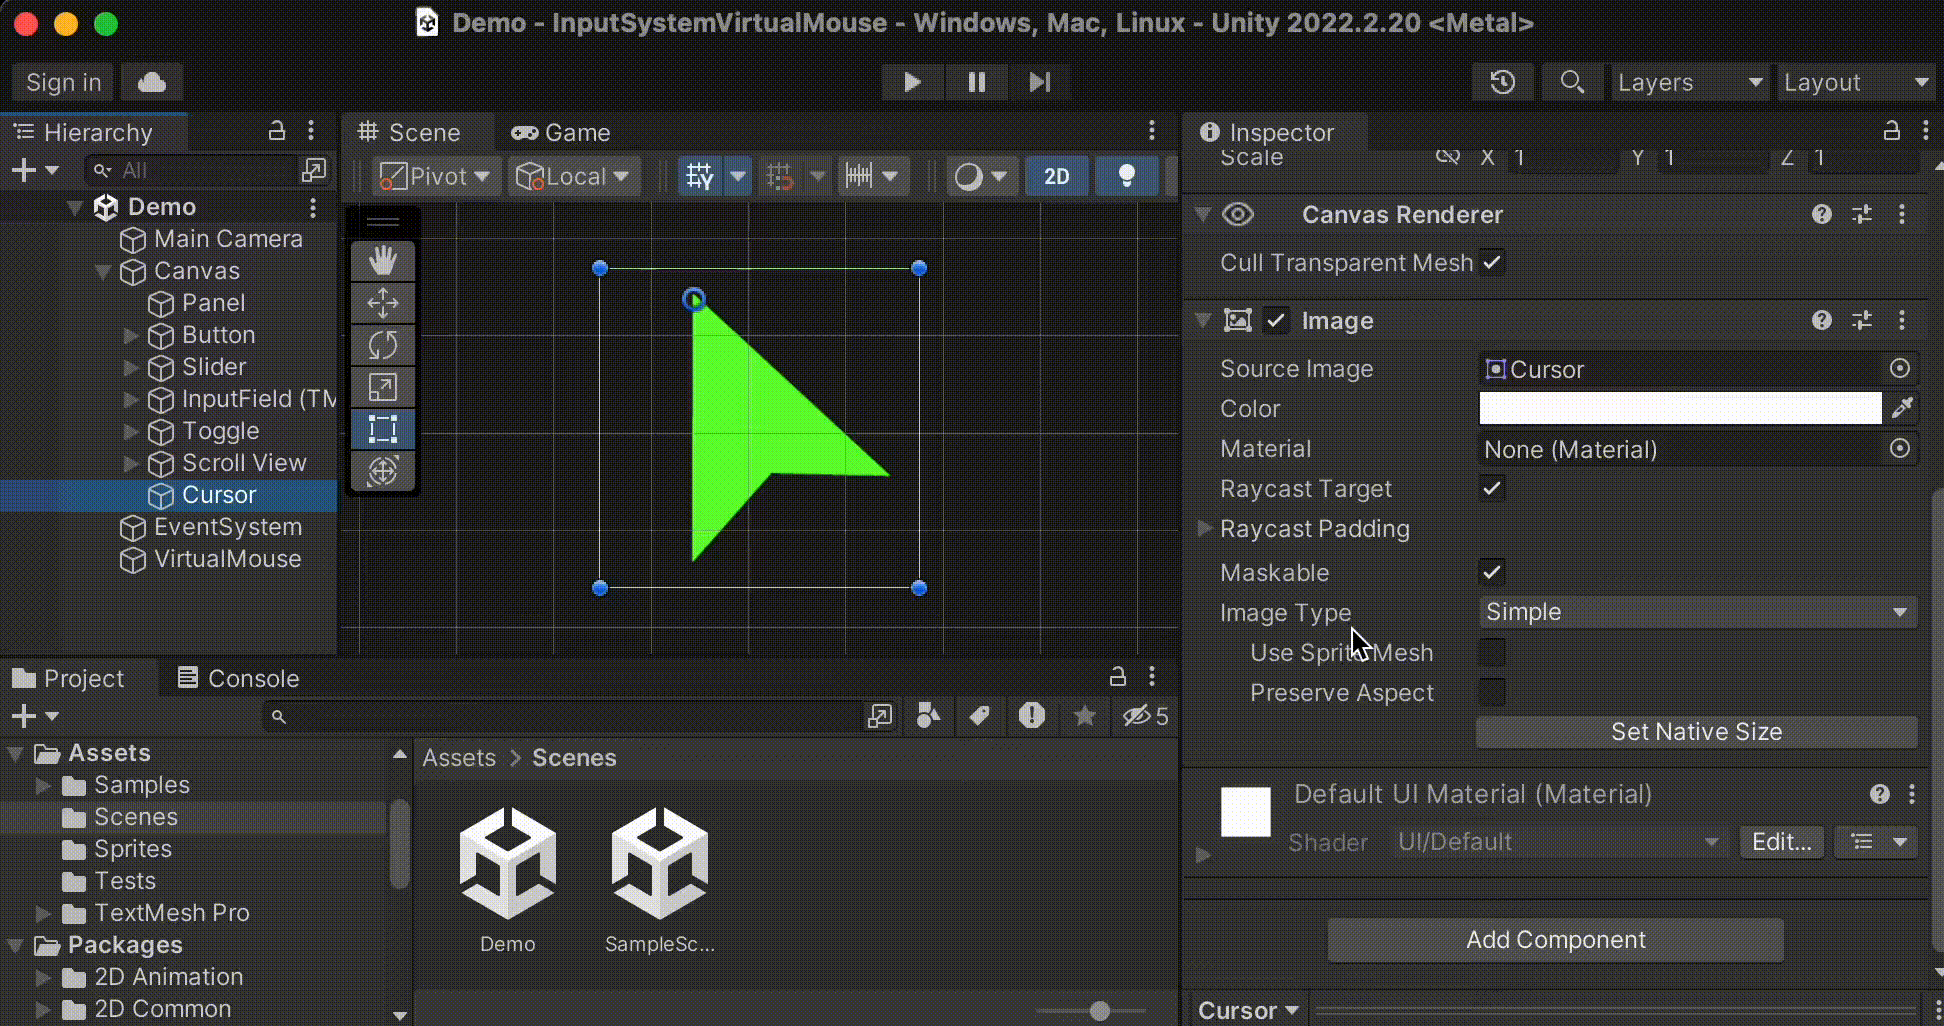 Demo - InputSystemVirtualMouse - Windows, Mac, Linux - Unity 2022.2.20 <Metal>
Sign in
Layers
Layout
Hierarchy
All
Demo
Main Camera
Canvas
Panel
Button
Slider
InputField (TM
Toggle
Scroll View
Cursor
EventSystem
VirtualMouse
Scene
Game
Pivot
Local
2D
Inspector
Scale X 1 Y 1 Z 1
Canvas Renderer
Cull Transparent Mesh
Image
Source Image Cursor
Color
Material None (Material)
Raycast Target
Raycast Padding
Maskable
Image Type Simple
Use Sprite Mesh
Preserve Aspect
Set Native Size
Default UI Material (Material)
Shader UI/Default Edit...
Add Component
Cursor
Project
Console
5
Assets
Samples
Scenes
Sprites
Tests
TextMesh Pro
Packages
2D Animation
2D Common
Assets > Scenes
Demo
SampleSc...